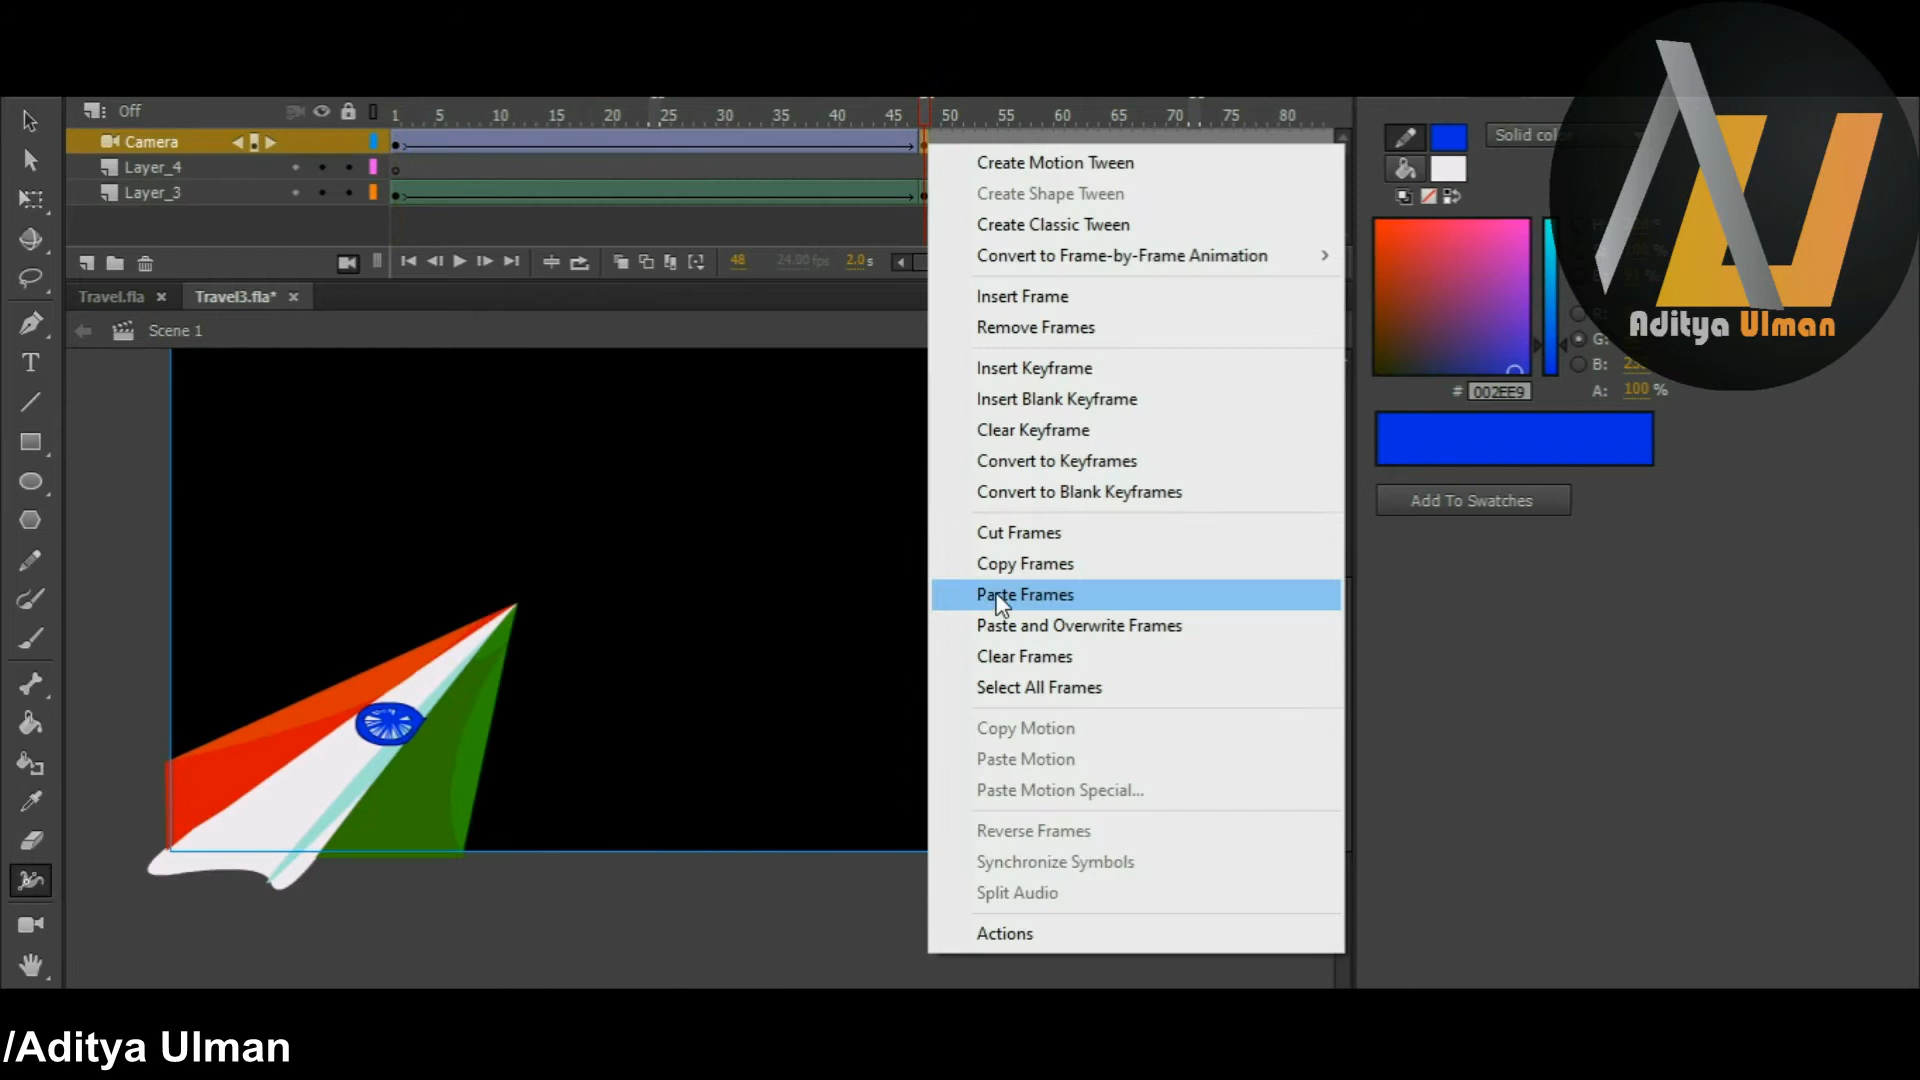 Off
1 5 10 15 20 25 30 35 40 45 50 55 60 65 70 75 80
Camera
Layer_4
Layer_3
48 24.00 fps 2.0 s
Travel.fla × Travel3.fla* ×
Scene 1
Create Motion Tween
Create Shape Tween
Create Classic Tween
Convert to Frame-by-Frame Animation
Insert Frame
Remove Frames
Insert Keyframe
Insert Blank Keyframe
Clear Keyframe
Convert to Keyframes
Convert to Blank Keyframes
Cut Frames
Copy Frames
Paste Frames
Paste and Overwrite Frames
Clear Frames
Select All Frames
Copy Motion
Paste Motion
Paste Motion Special...
Reverse Frames
Synchronize Symbols
Split Audio
Actions
Solid
G:
B:
# 002EE9 A: 100 %
Add To Swatches
Aditya Ulman
/Aditya Ulman